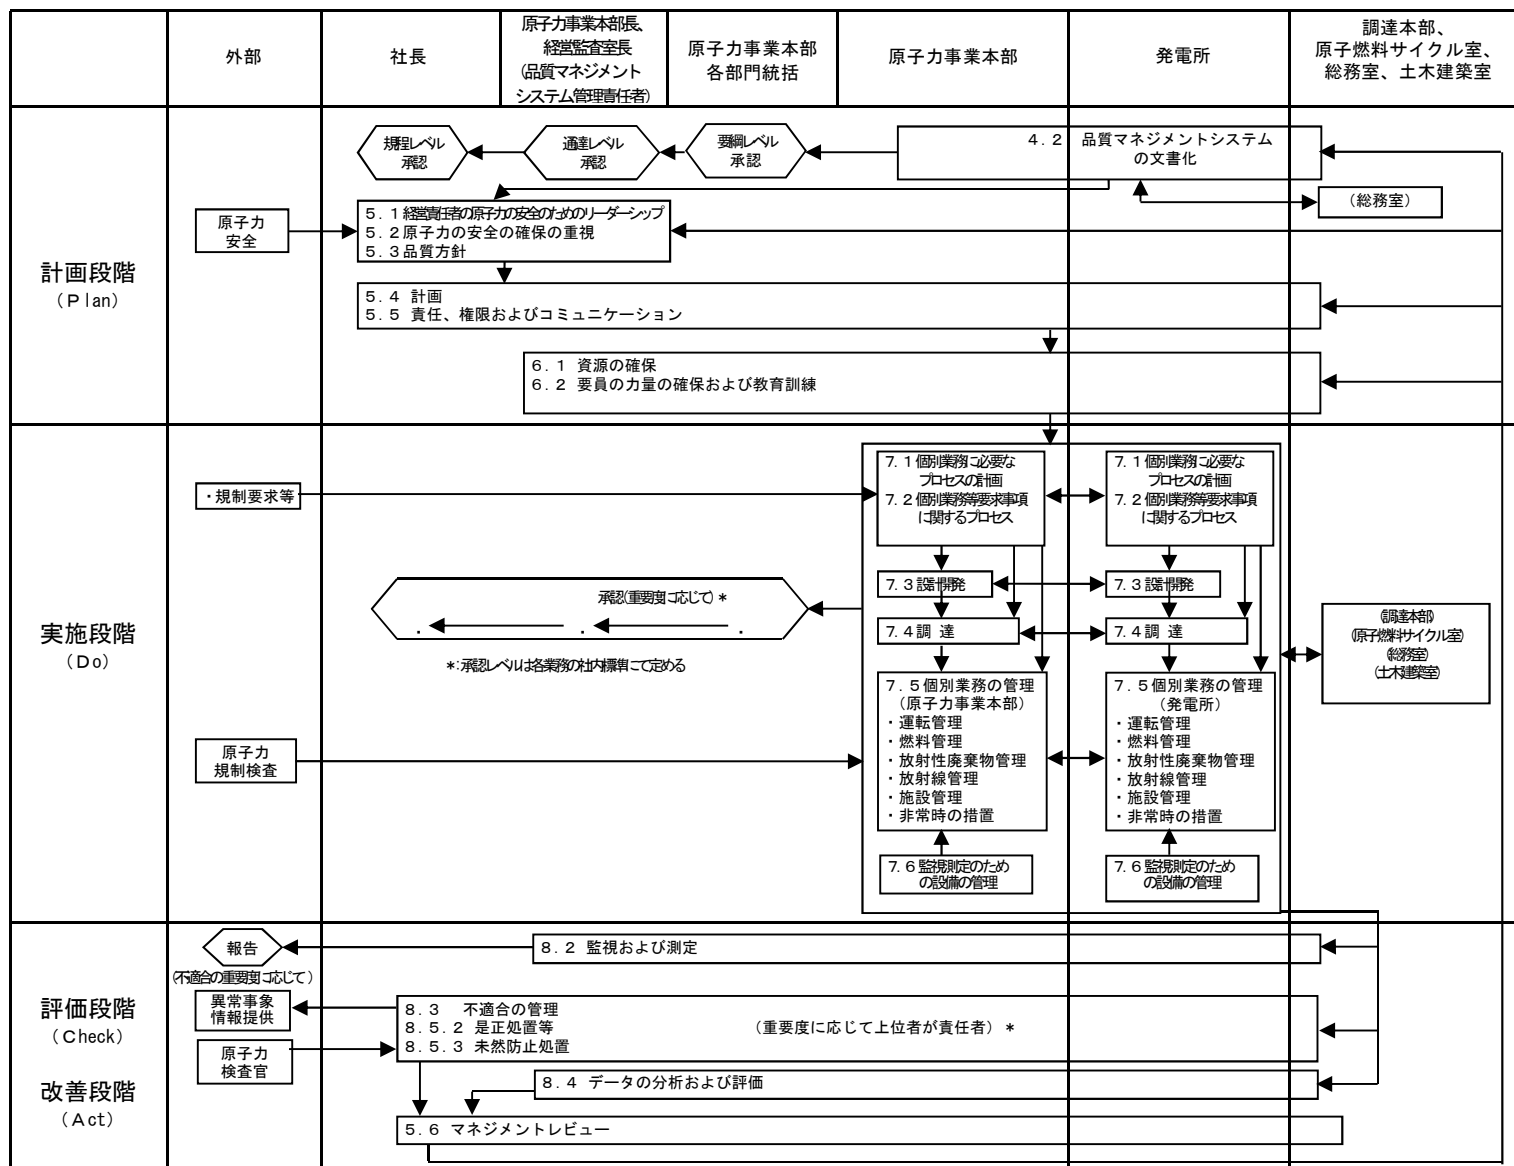 外部
社長
原子力事業本部長、
経営監査室長
(品質マネジメント
システム管理責任者)
原子力事業本部
各部門統括
原子力事業本部
発電所
調達本部、
原子燃料サイクル室、
総務室、土木建築室
計画段階
（Plan）
規程レベル
承認
通達レベル
承認
要綱レベル
承認
4.2 品質マネジメントシステム
の文書化
（総務室）
原子力
安全
5.1経営責任者の原子力の安全のためのリーダーシップ
5.2原子力の安全の確保の重視
5.3品質方針
5.4 計画
5.5 責任、権限およびコミュニケーション
6.1 資源の確保
6.2 要員の力量の確保および教育訓練
実施段階
（Do）
・規制要求等
7.1個別業務に必要な
プロセスの計画
7.2個別業務等要求事項
に関するプロセス
7.1個別業務に必要な
プロセスの計画
7.2個別業務等要求事項
に関するプロセス
7.3設計開発
7.3設計開発
承認(重要度に応じて)＊
．
．
．
＊:承認レベルは各業務の社内標準にて定める
7.4調 達
7.4調 達
(調達本部)
(原子燃料サイクル室)
(総務室)
(土木建築室)
原子力
規制検査
7.5個別業務の管理
（原子力事業本部）
・運転管理
・燃料管理
・放射性廃棄物管理
・放射線管理
・施設管理
・非常時の措置
7.5個別業務の管理
（発電所）
・運転管理
・燃料管理
・放射性廃棄物管理
・放射線管理
・施設管理
・非常時の措置
7.6監視測定のため
の設備の管理
7.6監視測定のため
の設備の管理
評価段階
（Check）
改善段階
（Act）
報告
(不適合の重要度に応じて)
8.2 監視および測定
異常事象
情報提供
8.3 不適合の管理
8.5.2 是正処置等
（重要度に応じて上位者が責任者）＊
8.5.3 未然防止処置
原子力
検査官
8.4 データの分析および評価
5.6 マネジメントレビュー